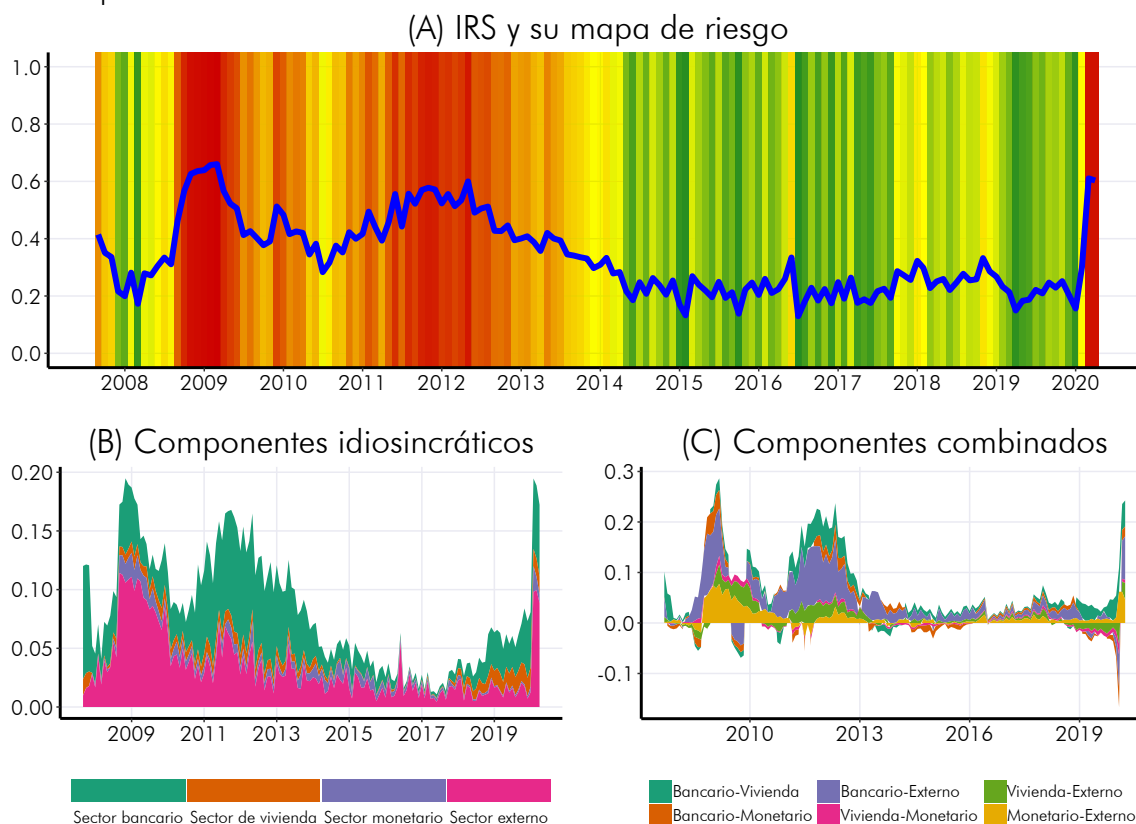 (A) IRS y su mapa de riesgo
1.0
0.8
0.6
0.4
0.2
0.0
2008 2009 2010 2011 2012 2013 2014 2015 2016 2017 2018 2019 2020
(B) Componentes idiosincráticos
0.20
0.15
0.10
0.05
0.00
2009 2011 2013 2015 2017 2019
Sector bancario Sector de vivienda Sector monetario Sector externo
(C) Componentes combinados
0.3
0.2
0.1
0.0
-0.1
2010 2013 2016 2019
Bancario-Vivienda Bancario-Externo Vivienda-Externo
Bancario-Monetario Vivienda-Monetario Monetario-Externo